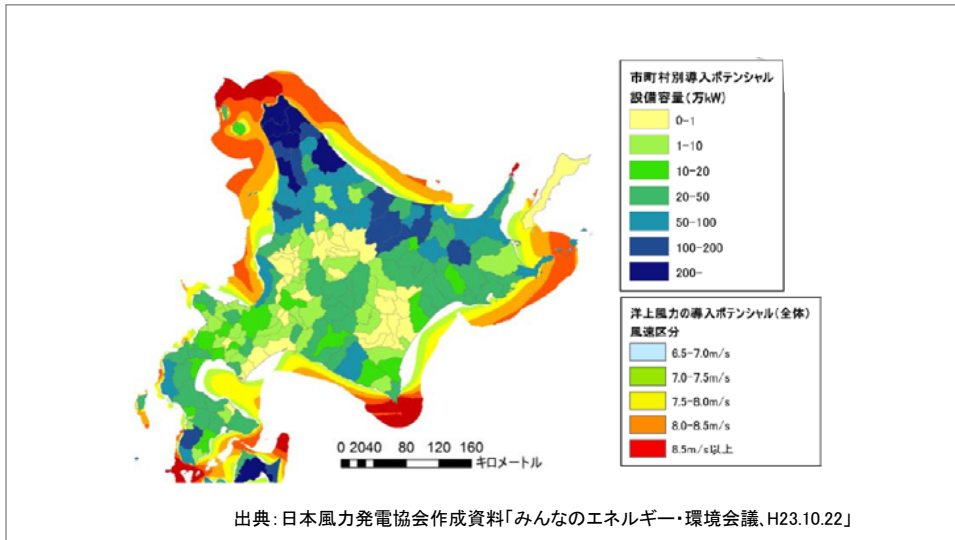 市町村別導入ポテンシャル
設備容量(万kW)
0-1
1-10
10-20
20-50
50-100
100-200
200-
洋上風力の導入ポテンシャル(全体)
風速区分
6.5-7.0m/s
7.0-7.5m/s
7.5-8.0m/s
8.0-8.5m/s
8.5m/s以上
0 2040 80 120 160
キロメートル
出典:日本風力発電協会作成資料「みんなのエネルギー・環境会議、H23.10.22」